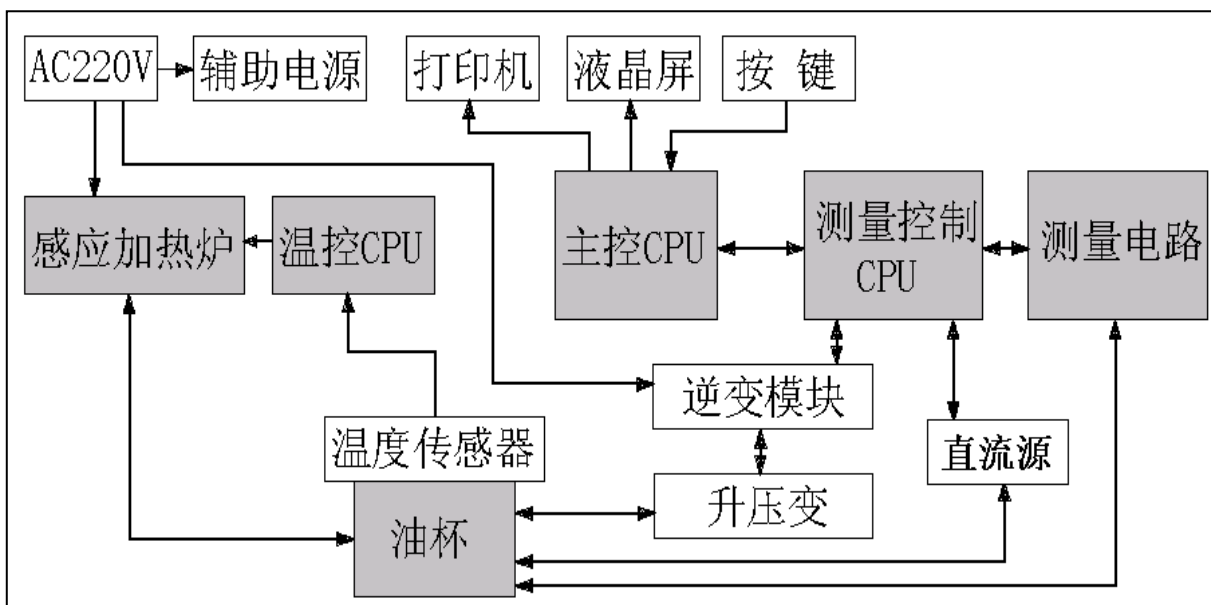 AC220V
辅助电源
打印机
液晶屏
按 键
感应加热炉
温控CPU
主控CPU
测量控制
CPU
测量电路
逆变模块
温度传感器
直流源
升压变
油杯